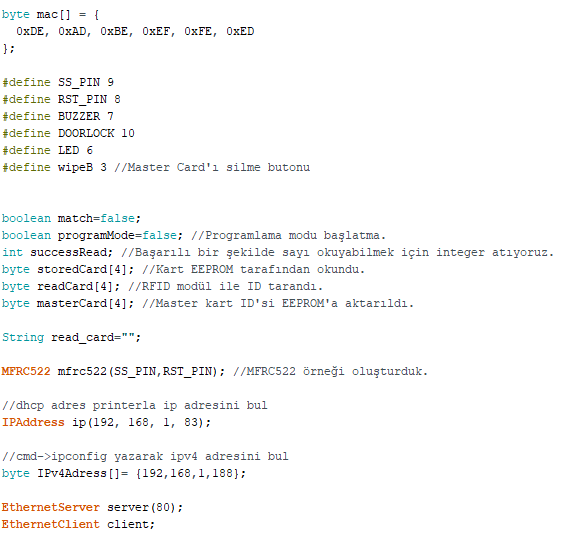 byte mac[] = {
  0xDE, 0xAD, 0xBE, 0xEF, 0xFE, 0xED
};
#define SS_PIN 9
#define RST_PIN 8
#define BUZZER 7
#define DOORLOCK 10
#define LED 6
#define wipeB 3 //Master Card'ı silme butonu
boolean match=false;
boolean programMode=false; //Programlama modu başlatma.
int successRead; //Başarılı bir şekilde sayı okuyabilmek için integer atıyoruz.
byte storedCard[4]; //Kart EEPROM tarafından okundu.
byte readCard[4]; //RFID modül ile ID tarandı.
byte masterCard[4]; //Master kart ID'si EEPROM'a aktarıldı.
String read_card="";
MFRC522 mfrc522(SS_PIN,RST_PIN); //MFRC522 örneği oluşturduk.
//dhcp adres printerla ip adresini bul
IPAddress ip(192, 168, 1, 83);
//cmd->ipconfig yazarak ipv4 adresini bul
byte IPv4Adress[]= {192,168,1,188};
EthernetServer server(80);
EthernetClient client;